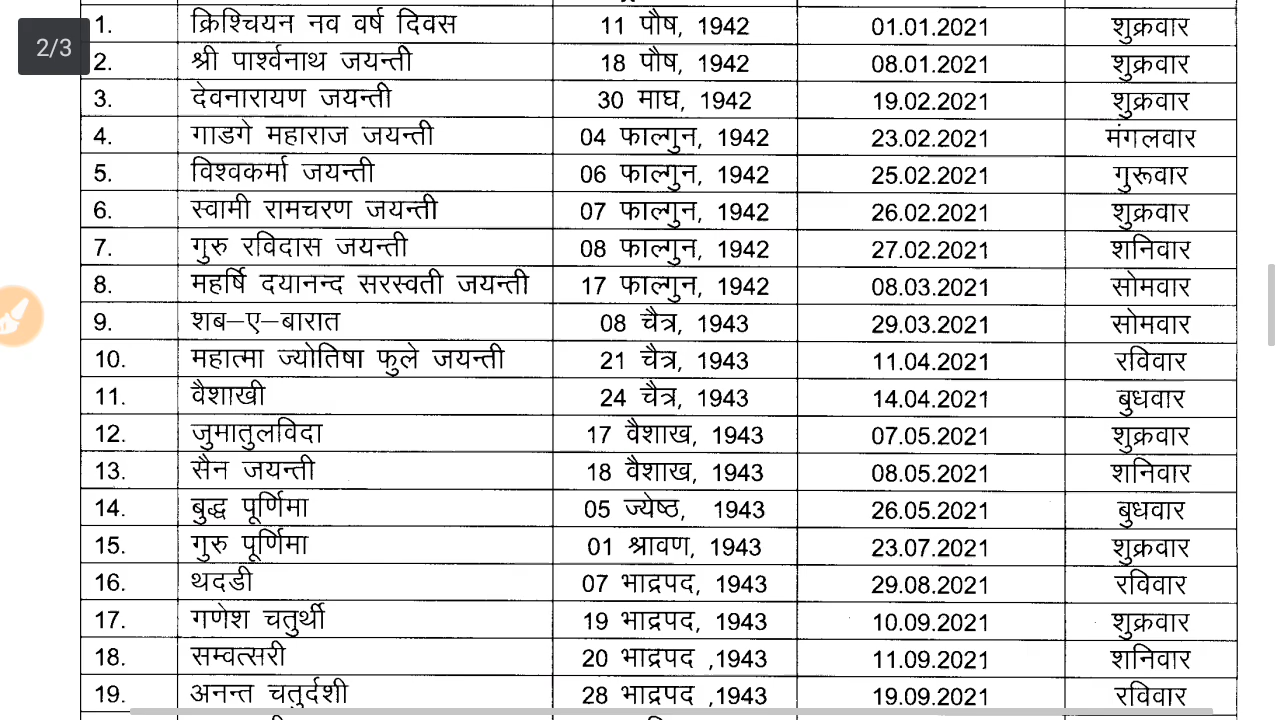 2/3
1. क्रिश्चियन नव वर्ष दिवस 11 पौष, 1942 01.01.2021 शुक्रवार
2. श्री पार्श्वनाथ जयन्ती 18 पौष, 1942 08.01.2021 शुक्रवार
3. देवनारायण जयन्ती 30 माघ, 1942 19.02.2021 शुक्रवार
4. गाडगे महाराज जयन्ती 04 फाल्गुन, 1942 23.02.2021 मंगलवार
5. विश्वकर्मा जयन्ती 06 फाल्गुन, 1942 25.02.2021 गुरूवार
6. स्वामी रामचरण जयन्ती 07 फाल्गुन, 1942 26.02.2021 शुक्रवार
7. गुरु रविदास जयन्ती 08 फाल्गुन, 1942 27.02.2021 शनिवार
8. महर्षि दयानन्द सरस्वती जयन्ती 17 फाल्गुन, 1942 08.03.2021 सोमवार
9. शब–ए–बारात 08 चैत्र, 1943 29.03.2021 सोमवार
10. महात्मा ज्योतिषा फुले जयन्ती 21 चैत्र, 1943 11.04.2021 रविवार
11. वैशाखी 24 चैत्र, 1943 14.04.2021 बुधवार
12. जुमातुलविदा 17 वैशाख, 1943 07.05.2021 शुक्रवार
13. सैन जयन्ती 18 वैशाख, 1943 08.05.2021 शनिवार
14. बुद्ध पूर्णिमा 05 ज्येष्ठ, 1943 26.05.2021 बुधवार
15. गुरु पूर्णिमा 01 श्रावण, 1943 23.07.2021 शुक्रवार
16. थदडी 07 भाद्रपद, 1943 29.08.2021 रविवार
17. गणेश चतुर्थी 19 भाद्रपद, 1943 10.09.2021 शुक्रवार
18. सम्वत्सरी 20 भाद्रपद ,1943 11.09.2021 शनिवार
19. अनन्त चतुर्दशी 28 भाद्रपद ,1943 19.09.2021 रविवार